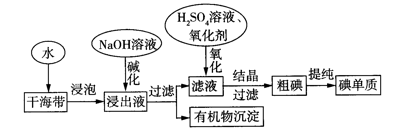 水
NaOH溶液
H₂SO₄溶液、
氧化剂
碱化
氧化
干海带
浸泡
浸出液
过滤
滤液
结晶
过滤
粗碘
提纯
碘单质
有机物沉淀